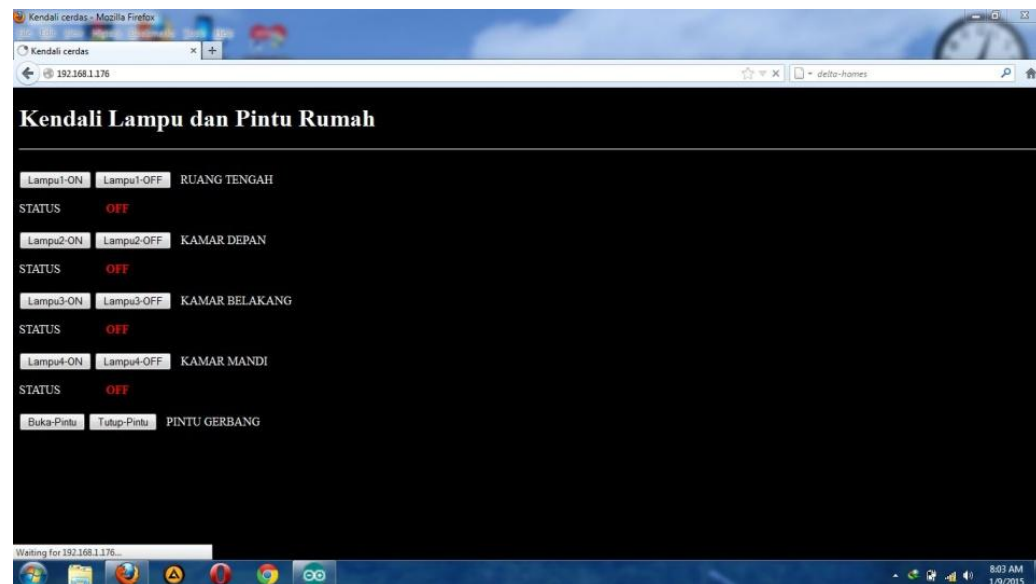 Kendali cerdas - Mozilla Firefox
Kendali cerdas × +
192.168.1.176 delta-homes
Kendali Lampu dan Pintu Rumah
Lampu1-ON Lampu1-OFF RUANG TENGAH
STATUS OFF
Lampu2-ON Lampu2-OFF KAMAR DEPAN
STATUS OFF
Lampu3-ON Lampu3-OFF KAMAR BELAKANG
STATUS OFF
Lampu4-ON Lampu4-OFF KAMAR MANDI
STATUS OFF
Buka-Pintu Tutup-Pintu PINTU GERBANG
Waiting for 192.168.1.176...
8:03 AM
1/9/2015